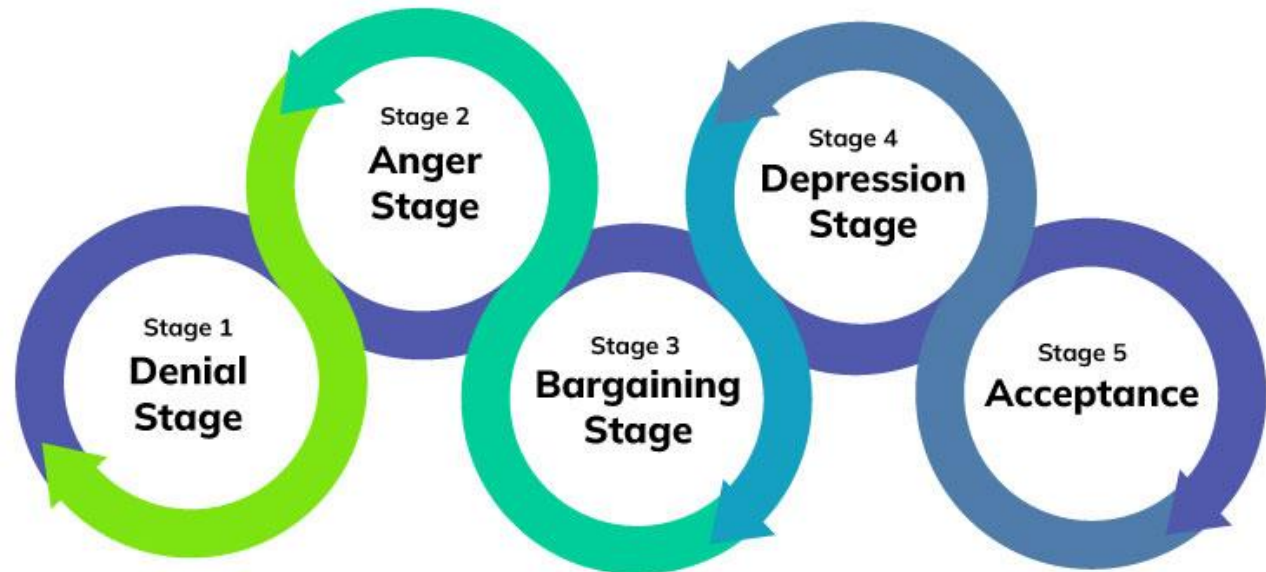 Stage 1
Denial
Stage
Stage 2
Anger
Stage
Stage 3
Bargaining
Stage
Stage 4
Depression
Stage
Stage 5
Acceptance